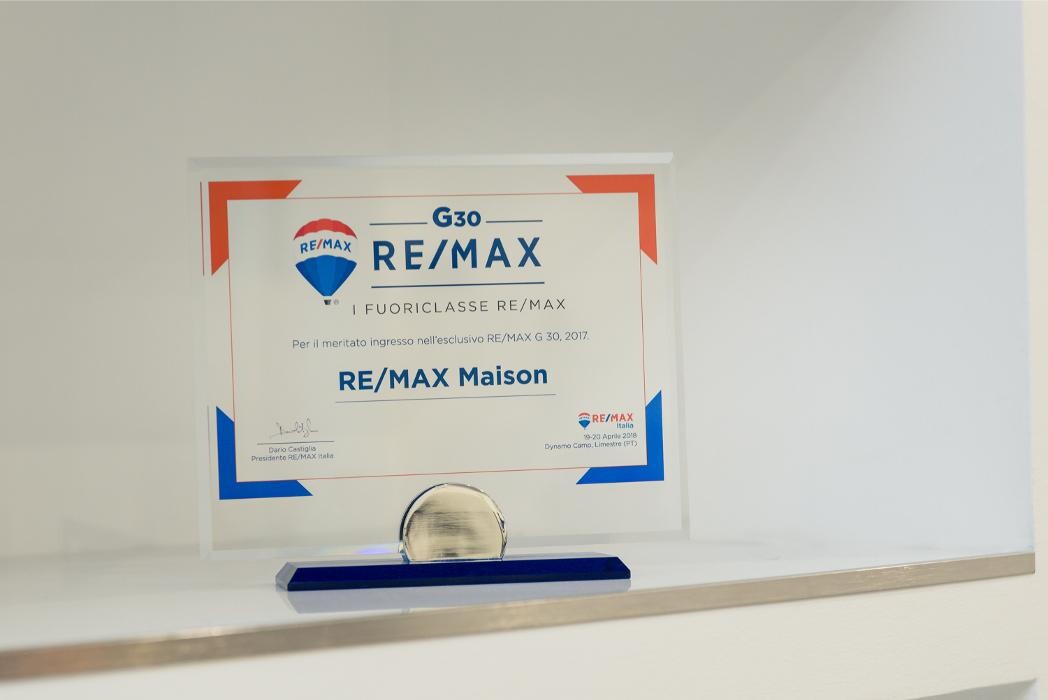 G30
RE/MAX
RE/MAX
I FUORICLASSE RE/MAX
Per il meritato ingresso nell'esclusivo RE/MAX G 30, 2017.
RE/MAX Maison
Dario Castiglia
Presidente RE/MAX Italia
RE/MAX
Italia
19-20 Aprile 2018
Dynamo Camp, Limestre (PT)